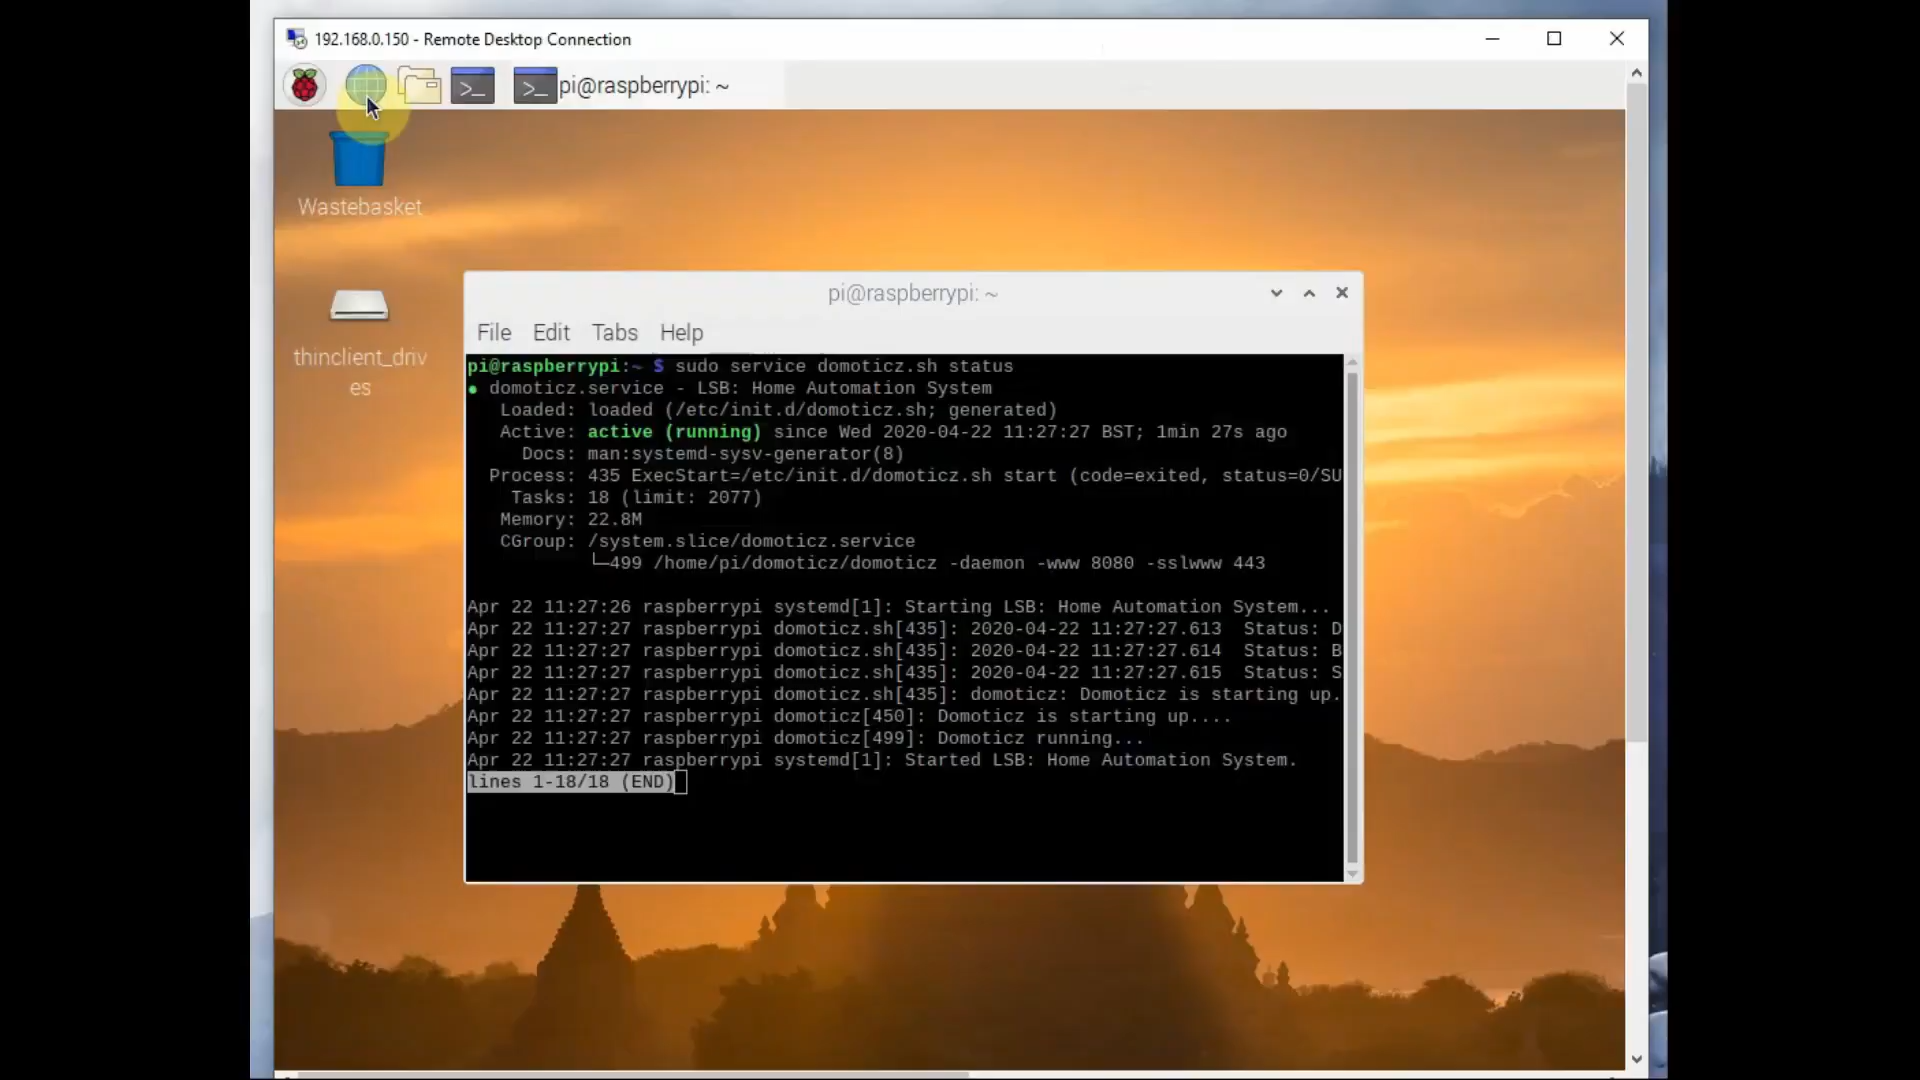 192.168.0.150 - Remote Desktop Connection
>_ >_ pi@raspberrypi: ~
Wastebasket
thinclient_driv
es
pi@raspberrypi: ~
File Edit Tabs Help
pi@raspberrypi:~ $ sudo service domoticz.sh status
● domoticz.service - LSB: Home Automation System
Loaded: loaded (/etc/init.d/domoticz.sh; generated)
Active: active (running) since Wed 2020-04-22 11:27:27 BST; 1min 27s ago
Docs: man:systemd-sysv-generator(8)
Process: 435 ExecStart=/etc/init.d/domoticz.sh start (code=exited, status=0/SU
Tasks: 18 (limit: 2077)
Memory: 22.8M
CGroup: /system.slice/domoticz.service
└─499 /home/pi/domoticz/domoticz -daemon -www 8080 -sslwww 443
Apr 22 11:27:26 raspberrypi systemd[1]: Starting LSB: Home Automation System...
Apr 22 11:27:27 raspberrypi domoticz.sh[435]: 2020-04-22 11:27:27.613 Status: D
Apr 22 11:27:27 raspberrypi domoticz.sh[435]: 2020-04-22 11:27:27.614 Status: B
Apr 22 11:27:27 raspberrypi domoticz.sh[435]: 2020-04-22 11:27:27.615 Status: S
Apr 22 11:27:27 raspberrypi domoticz.sh[435]: domoticz: Domoticz is starting up.
Apr 22 11:27:27 raspberrypi domoticz[450]: Domoticz is starting up....
Apr 22 11:27:27 raspberrypi domoticz[499]: Domoticz running...
Apr 22 11:27:27 raspberrypi systemd[1]: Started LSB: Home Automation System.
lines 1-18/18 (END)